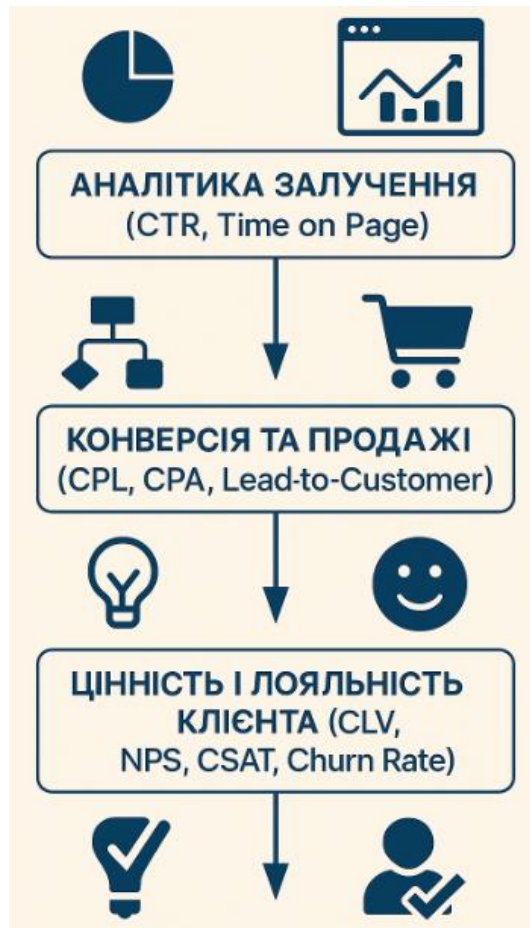 АНАЛІТИКА ЗАЛУЧЕННЯ
(CTR, Time on Page)
КОНВЕРСІЯ ТА ПРОДАЖІ
(CPL, CPA, Lead-to-Customer)
ЦІННІСТЬ І ЛОЯЛЬНІСТЬ
КЛІЄНТА (CLV,
NPS, CSAT, Churn Rate)